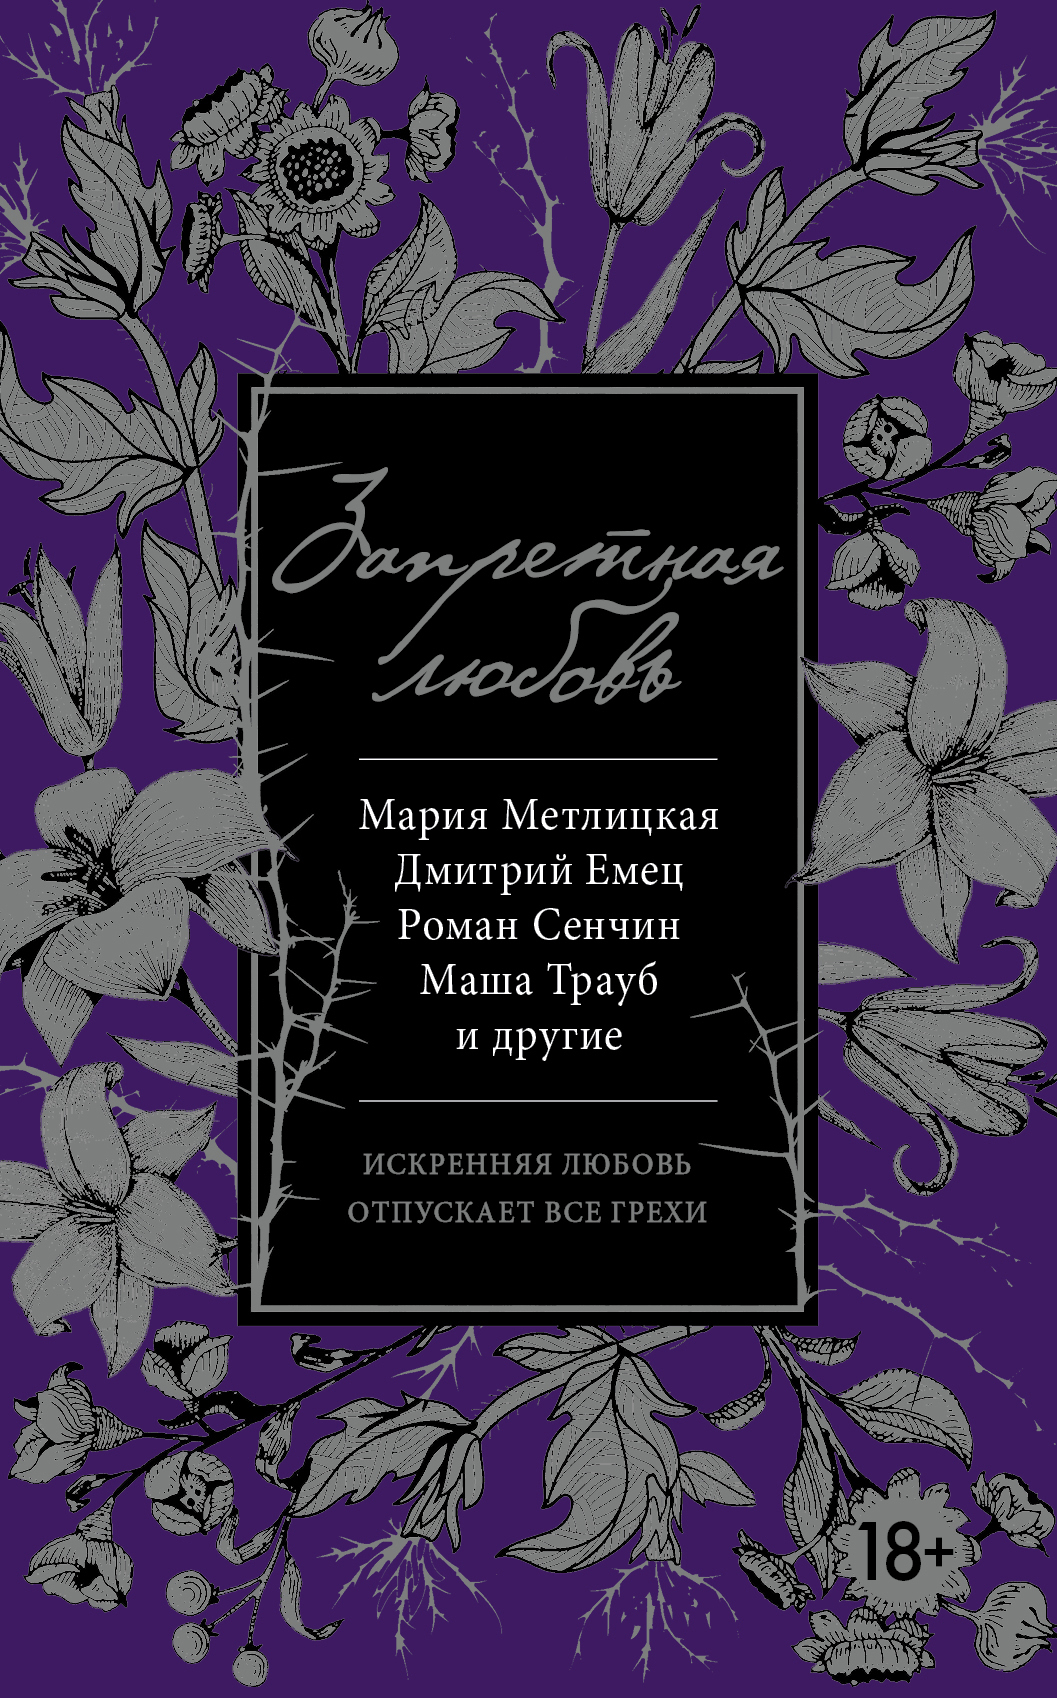 Запретная
любовь
Мария Метлицкая
Дмитрий Емец
Роман Сенчин
Маша Трауб
и другие
ИСКРЕННЯЯ ЛЮБОВЬ
ОТПУСКАЕТ ВСЕ ГРЕХИ
18+